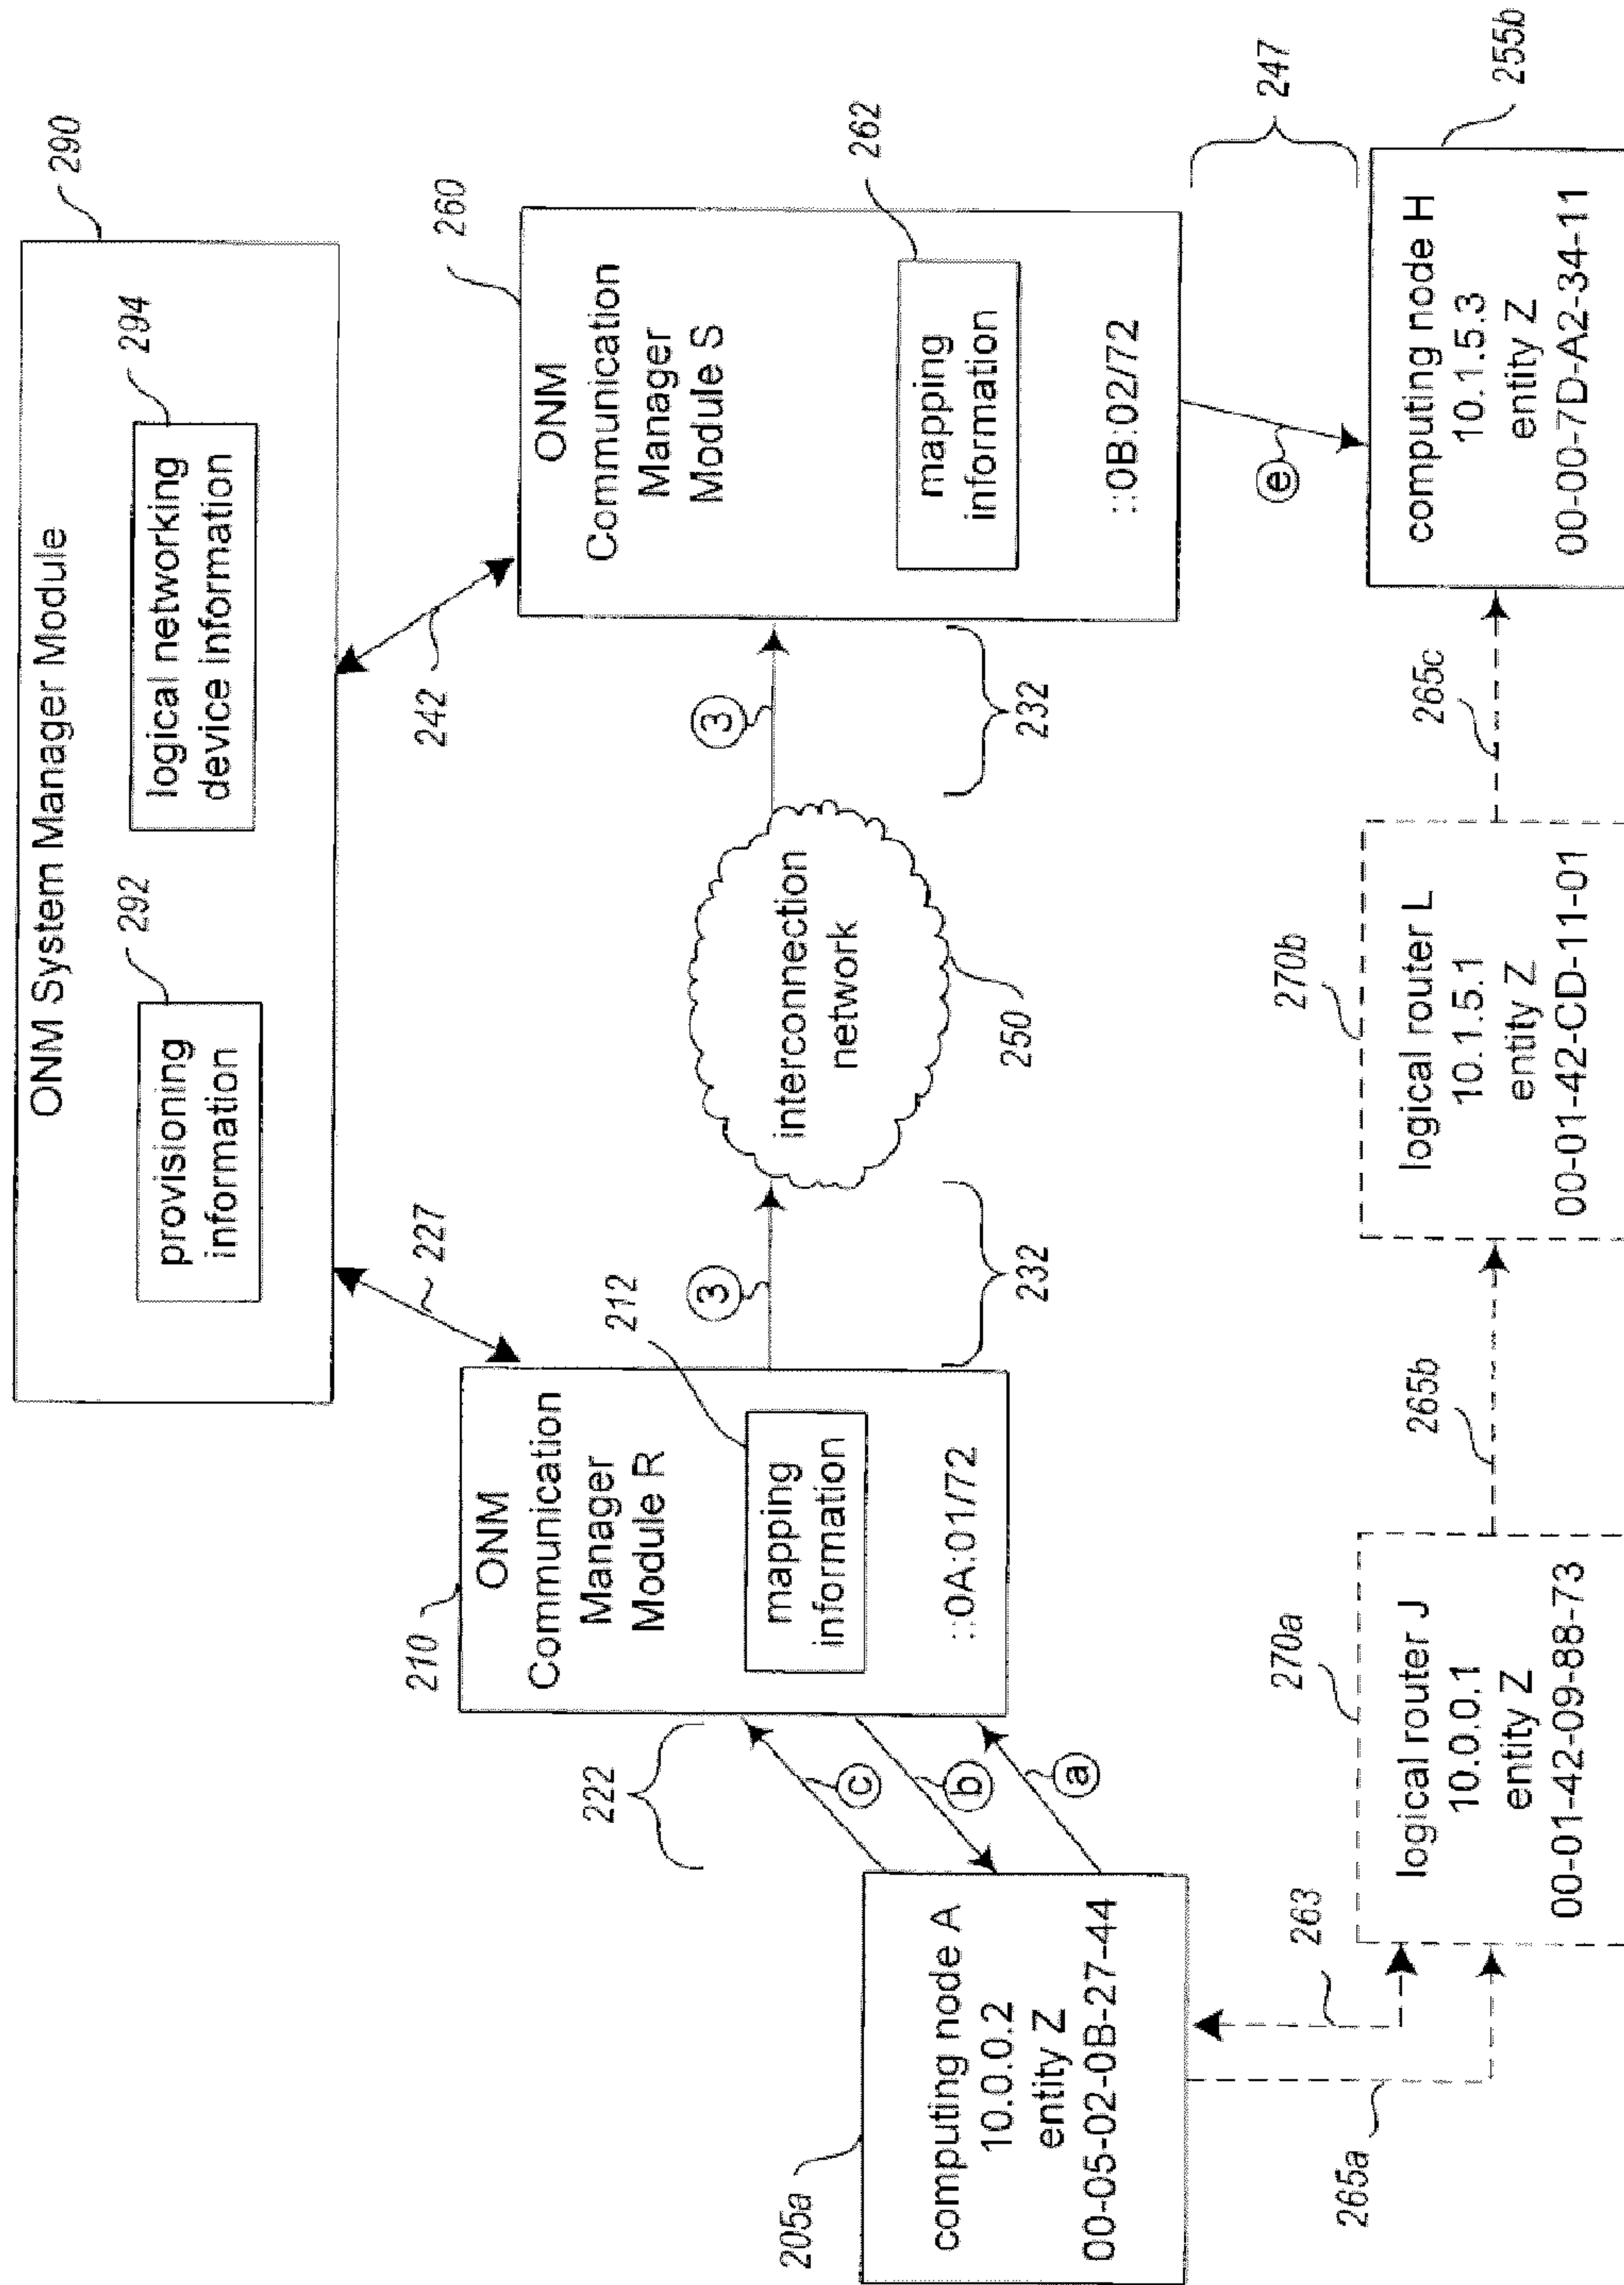 ONM System Manager Module
290
provisioning
information
292
logical networking
device information
294
227
242
210
ONM
Communication
Manager
Module R
mapping
information
212
::0A:01/72
260
ONM
Communication
Manager
Module S
mapping
information
262
::0B:02/72
3
232
interconnection
network
250
3
232
222
c
b
a
e
247
205a
computing node A
10.0.0.2
entity Z
00-05-02-0B-27-44
263
265a
270a
logical router J
10.0.0.1
entity Z
00-01-42-09-88-73
265b
270b
logical router L
10.1.5.1
entity Z
00-01-42-CD-11-01
265c
computing node H
10.1.5.3
entity Z
00-00-7D-A2-34-11
255b